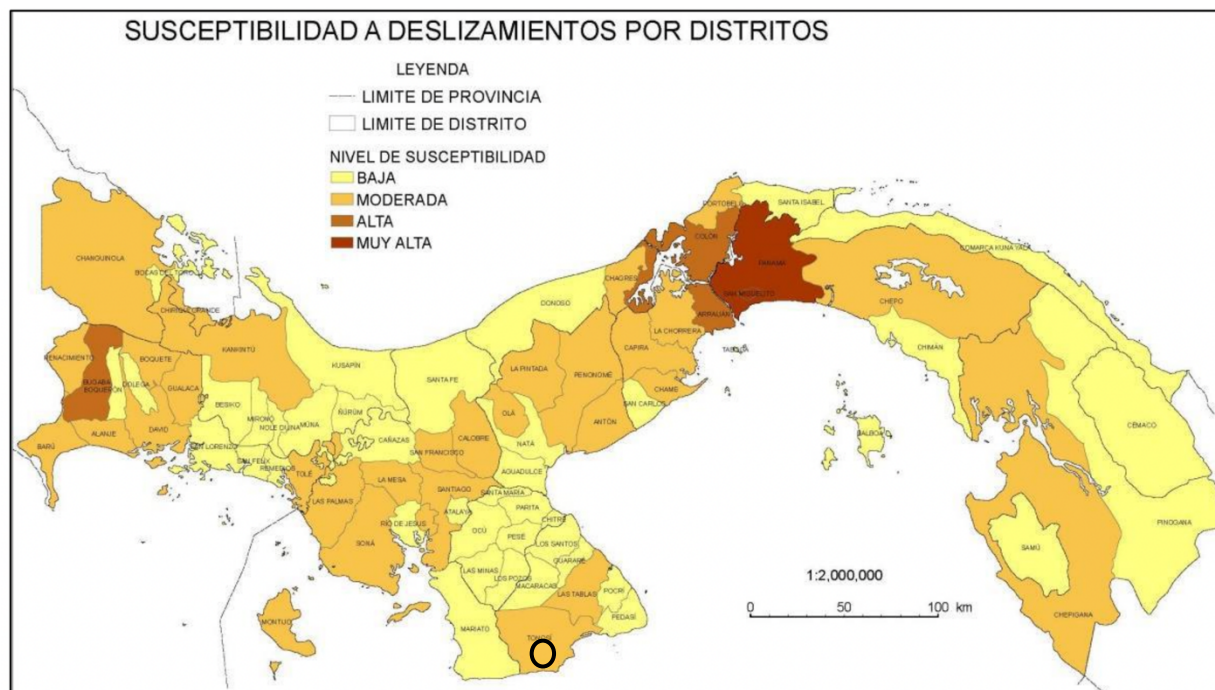 SUSCEPTIBILIDAD A DESLIZAMIENTOS POR DISTRITOS
LEYENDA
LIMITE DE PROVINCIA
LIMITE DE DISTRITO
NIVEL DE SUSCEPTIBILIDAD
BAJA
MODERADA
ALTA
MUY ALTA
PORTOBELO
SANTA ISABEL
COLÓN
COMARCA KUNA YALA
CHANGUINOLA
BOCAS DEL TORO
PANAMÁ
CHAGRES
SAN MIGUELITO
CHEPO
DONOSO
CHIRIQUÍ GRANDE
ARRAIJÁN
LA CHORRERA
KANKINTÚ
CAPIRA
CHIMÁN
TABOGA
RENACIMIENTO
BOQUETE
KUSAPÍN
SANTA FE
LA PINTADA
PENONOMÉ
BUGABA
BOQUERÓN
DOLEGA
GUALACA
CHAME
BESIKO
SAN CARLOS
OLÁ
MIRONÓ
NOLE DUINA
MÜNA
ÑÜRÜM
ANTÓN
CÉMACO
BARÚ
ALANJE
DAVID
CAÑAZAS
CALOBRE
NATÁ
BALBOA
SAN LORENZO
SAN FÉLIX
REMEDIOS
SAN FRANCISCO
TOLÉ
AGUADULCE
LA MESA
SANTIAGO
SANTA MARÍA
LAS PALMAS
PINOGANA
ATALAYA
PARITA
RÍO DE JESÚS
CHITRÉ
OCÚ
PESÉ
SONÁ
LOS SANTOS
SAMÚ
GUARARÉ
LAS MINAS
LOS POZOS
MACARACAS
1:2,000,000
LAS TABLAS
POCRÍ
0 50 100 km
CHEPIGANA
PEDASÍ
MONTIJO
MARIATO
TONOSÍ